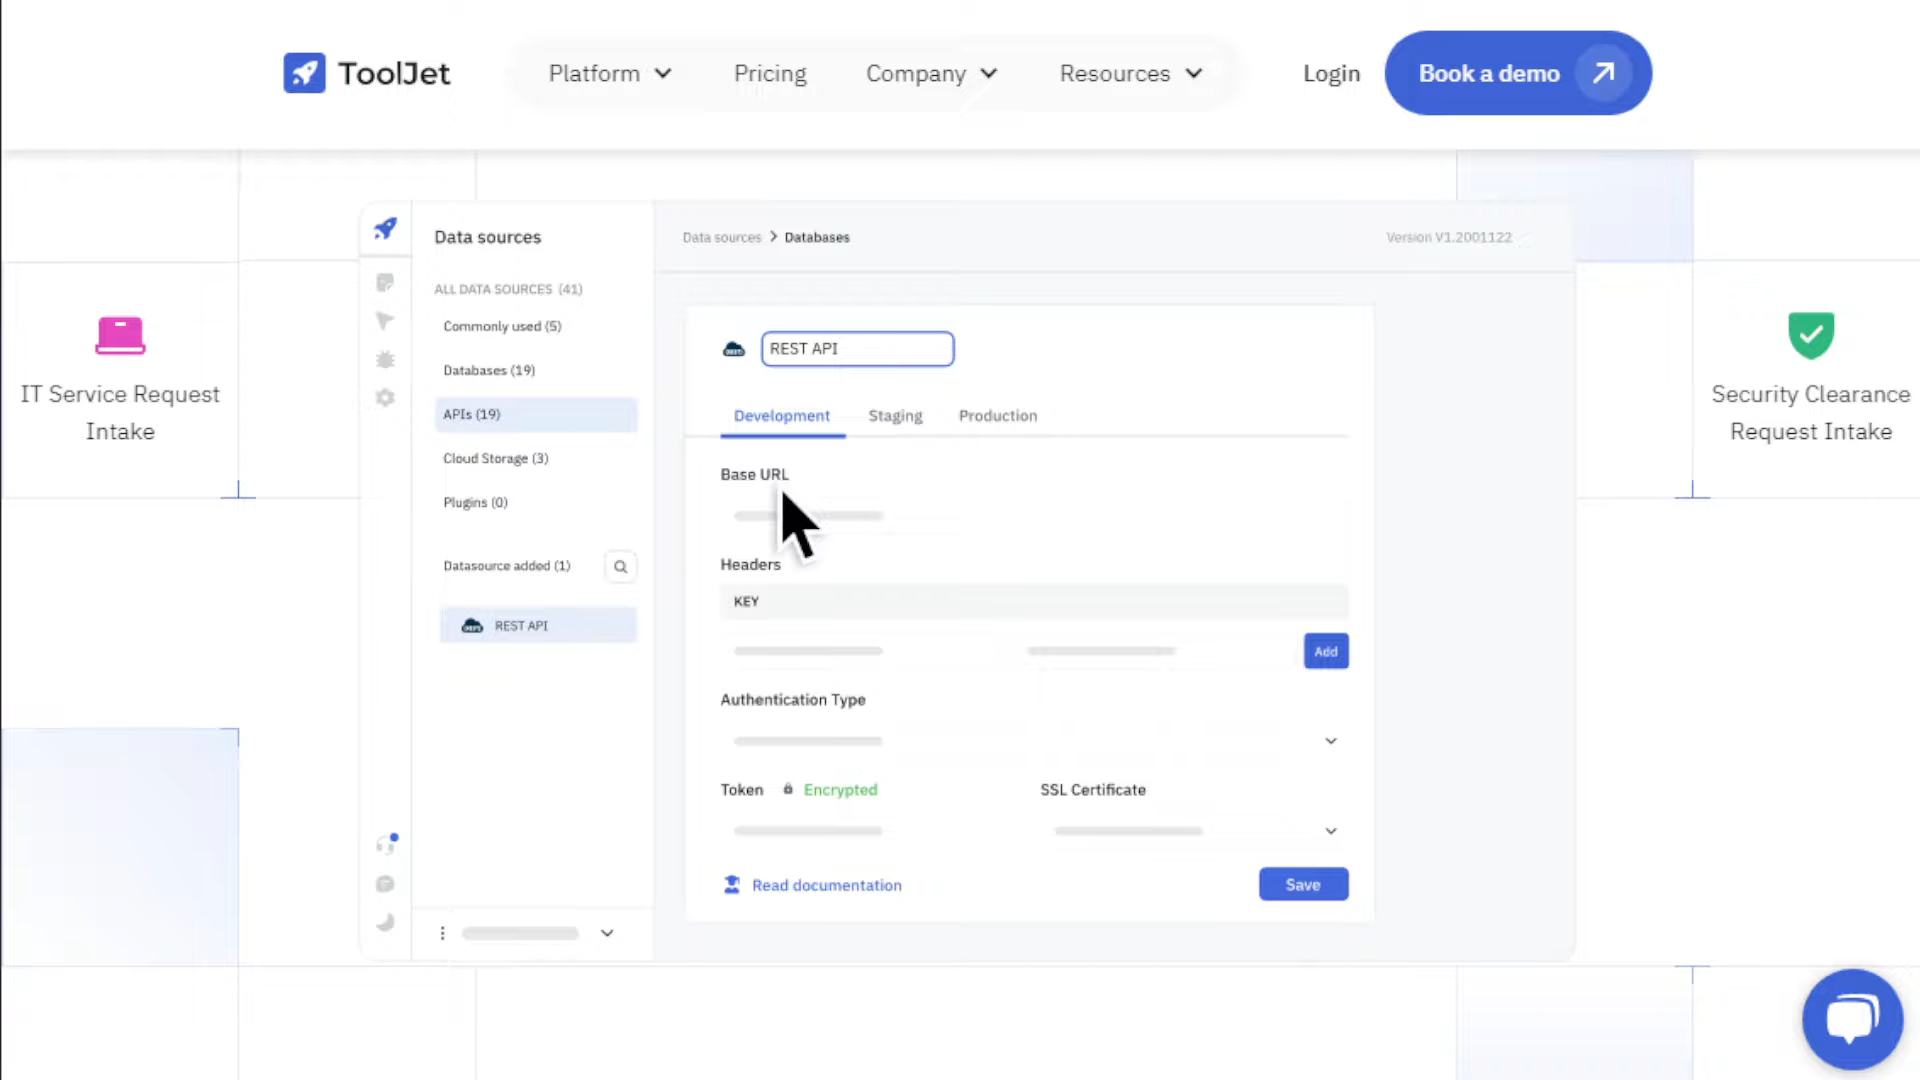 ToolJet
Platform
Pricing
Company
Resources
Login
Book a demo
Data sources
ALL DATA SOURCES (41)
Commonly used (5)
Databases (19)
APIs (19)
Cloud Storage (3)
Plugins (0)
Datasource added (1)
REST API
Data sources > Databases
Version V1.2001122
REST API
Development
Staging
Production
Base URL
Headers
KEY
Add
Authentication Type
Token
Encrypted
SSL Certificate
Read documentation
Save
IT Service Request
Intake
Security Clearance
Request Intake